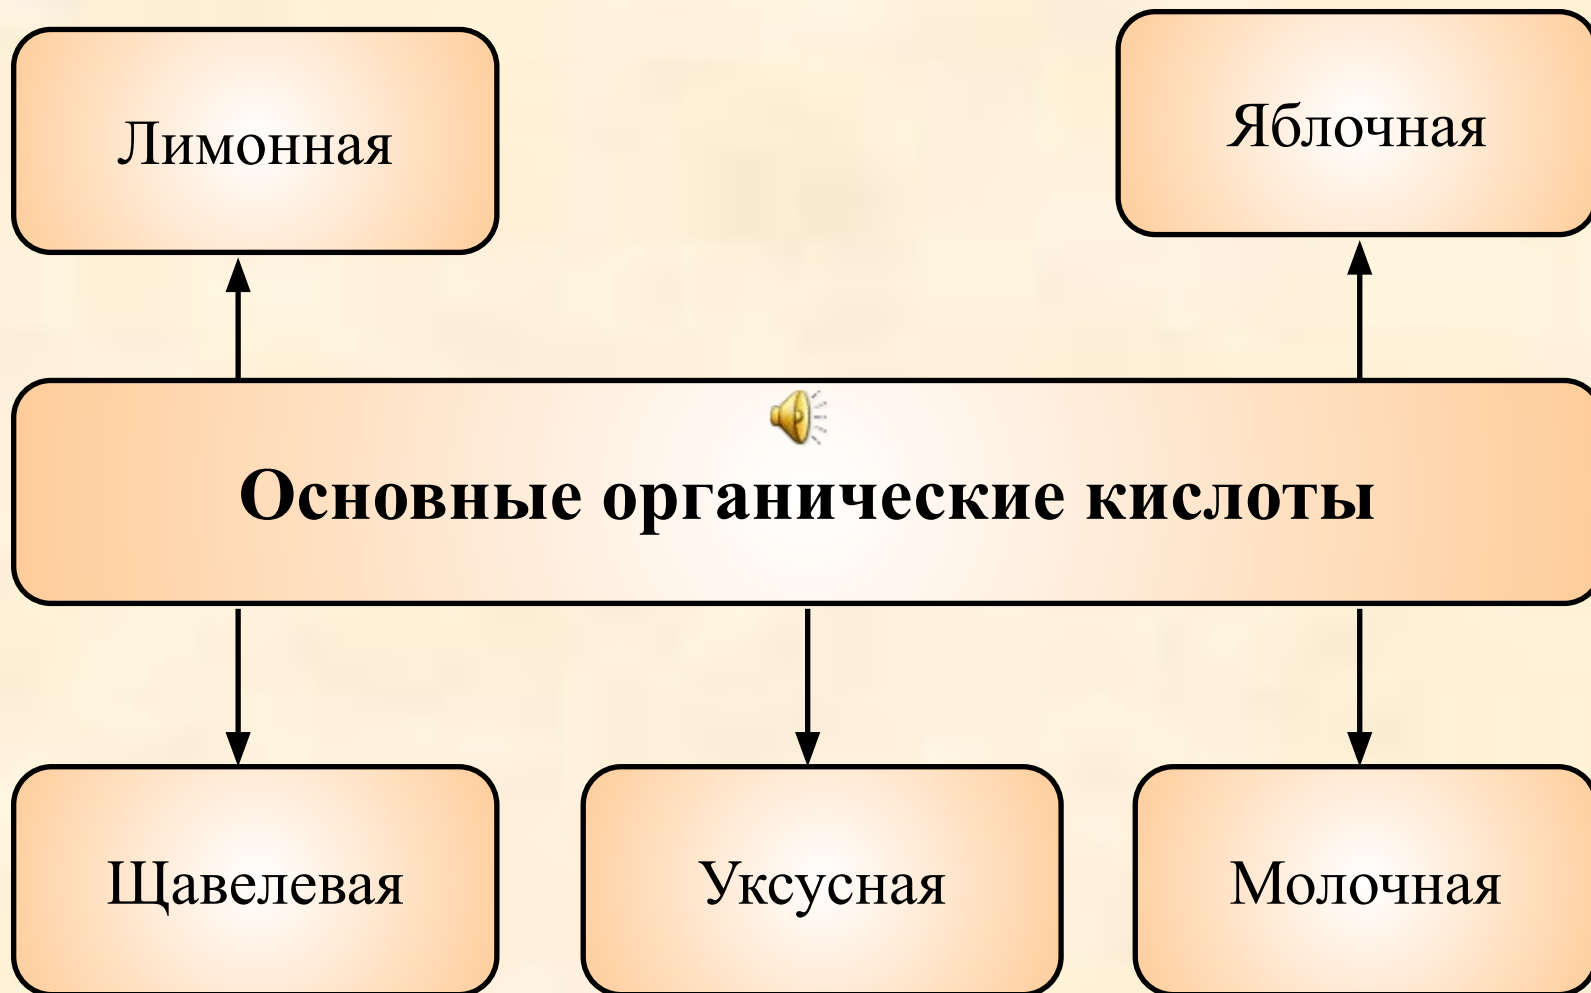 Лимонная
Яблочная
Основные органические кислоты
Щавелевая
Уксусная
Молочная